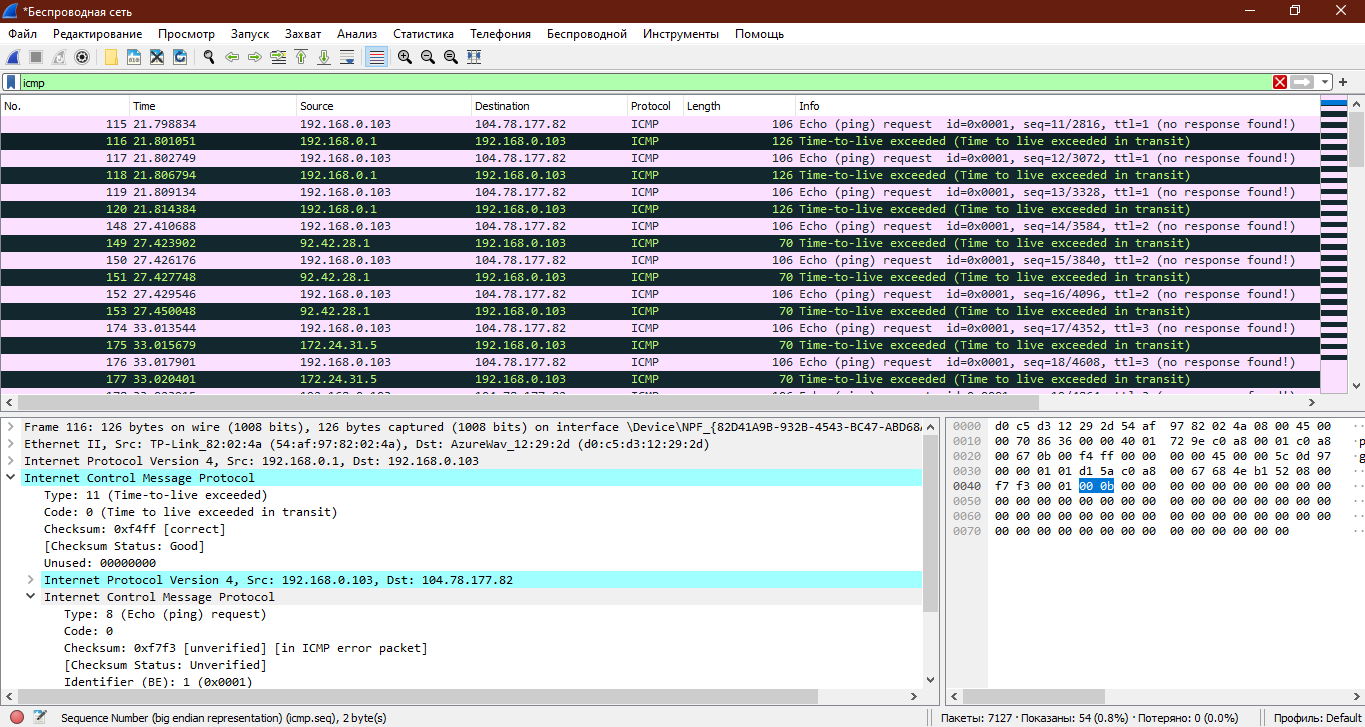 *Беспроводная сеть
Файл Редактирование Просмотр Запуск Захват Анализ Статистика Телефония Беспроводной Инструменты Помощь
icmp
No. Time Source Destination Protocol Length Info
115 21.798834 192.168.0.103 104.78.177.82 ICMP 106 Echo (ping) request id=0x0001, seq=11/2816, ttl=1 (no response found!)
116 21.801051 192.168.0.1 192.168.0.103 ICMP 126 Time-to-live exceeded (Time to live exceeded in transit)
117 21.802749 192.168.0.103 104.78.177.82 ICMP 106 Echo (ping) request id=0x0001, seq=12/3072, ttl=1 (no response found!)
118 21.806794 192.168.0.1 192.168.0.103 ICMP 126 Time-to-live exceeded (Time to live exceeded in transit)
119 21.809134 192.168.0.103 104.78.177.82 ICMP 106 Echo (ping) request id=0x0001, seq=13/3328, ttl=1 (no response found!)
120 21.814384 192.168.0.1 192.168.0.103 ICMP 126 Time-to-live exceeded (Time to live exceeded in transit)
148 27.410688 192.168.0.103 104.78.177.82 ICMP 106 Echo (ping) request id=0x0001, seq=14/3584, ttl=2 (no response found!)
149 27.423902 92.42.28.1 192.168.0.103 ICMP 70 Time-to-live exceeded (Time to live exceeded in transit)
150 27.426176 192.168.0.103 104.78.177.82 ICMP 106 Echo (ping) request id=0x0001, seq=15/3840, ttl=2 (no response found!)
151 27.427748 92.42.28.1 192.168.0.103 ICMP 70 Time-to-live exceeded (Time to live exceeded in transit)
152 27.429546 192.168.0.103 104.78.177.82 ICMP 106 Echo (ping) request id=0x0001, seq=16/4096, ttl=2 (no response found!)
153 27.450048 92.42.28.1 192.168.0.103 ICMP 70 Time-to-live exceeded (Time to live exceeded in transit)
174 33.013544 192.168.0.103 104.78.177.82 ICMP 106 Echo (ping) request id=0x0001, seq=17/4352, ttl=3 (no response found!)
175 33.015679 172.24.31.5 192.168.0.103 ICMP 70 Time-to-live exceeded (Time to live exceeded in transit)
176 33.017901 192.168.0.103 104.78.177.82 ICMP 106 Echo (ping) request id=0x0001, seq=18/4608, ttl=3 (no response found!)
177 33.020401 172.24.31.5 192.168.0.103 ICMP 70 Time-to-live exceeded (Time to live exceeded in transit)
Frame 116: 126 bytes on wire (1008 bits), 126 bytes captured (1008 bits) on interface \Device\NPF_{82D41A9B-932B-4543-BC47-ABD68A
Ethernet II, Src: TP-Link_82:02:4a (54:af:97:82:02:4a), Dst: AzureWav_12:29:2d (d0:c5:d3:12:29:2d)
Internet Protocol Version 4, Src: 192.168.0.1, Dst: 192.168.0.103
Internet Control Message Protocol
Type: 11 (Time-to-live exceeded)
Code: 0 (Time to live exceeded in transit)
Checksum: 0xf4ff [correct]
[Checksum Status: Good]
Unused: 00000000
Internet Protocol Version 4, Src: 192.168.0.103, Dst: 104.78.177.82
Internet Control Message Protocol
Type: 8 (Echo (ping) request)
Code: 0
Checksum: 0xf7f3 [unverified] [in ICMP error packet]
[Checksum Status: Unverified]
Identifier (BE): 1 (0x0001)
0000 d0 c5 d3 12 29 2d 54 af 97 82 02 4a 08 00 45 00
0010 00 70 86 36 00 00 40 01 72 9e c0 a8 00 01 c0 a8 p
0020 00 67 0b 00 f4 ff 00 00 00 00 45 00 00 5c 0d 97 g
0030 00 00 01 01 d1 5a c0 a8 00 67 68 4e b1 52 08 00
0040 f7 f3 00 01 00 0b 00 00 00 00 00 00 00 00 00 00
0050 00 00 00 00 00 00 00 00 00 00 00 00 00 00 00 00
0060 00 00 00 00 00 00 00 00 00 00 00 00 00 00 00 00
0070 00 00 00 00 00 00 00 00 00 00 00 00 00 00
Sequence Number (big endian representation) (icmp.seq), 2 byte(s)
Пакеты: 7127 · Показаны: 54 (0.8%) · Потеряно: 0 (0.0%)
Профиль: Default